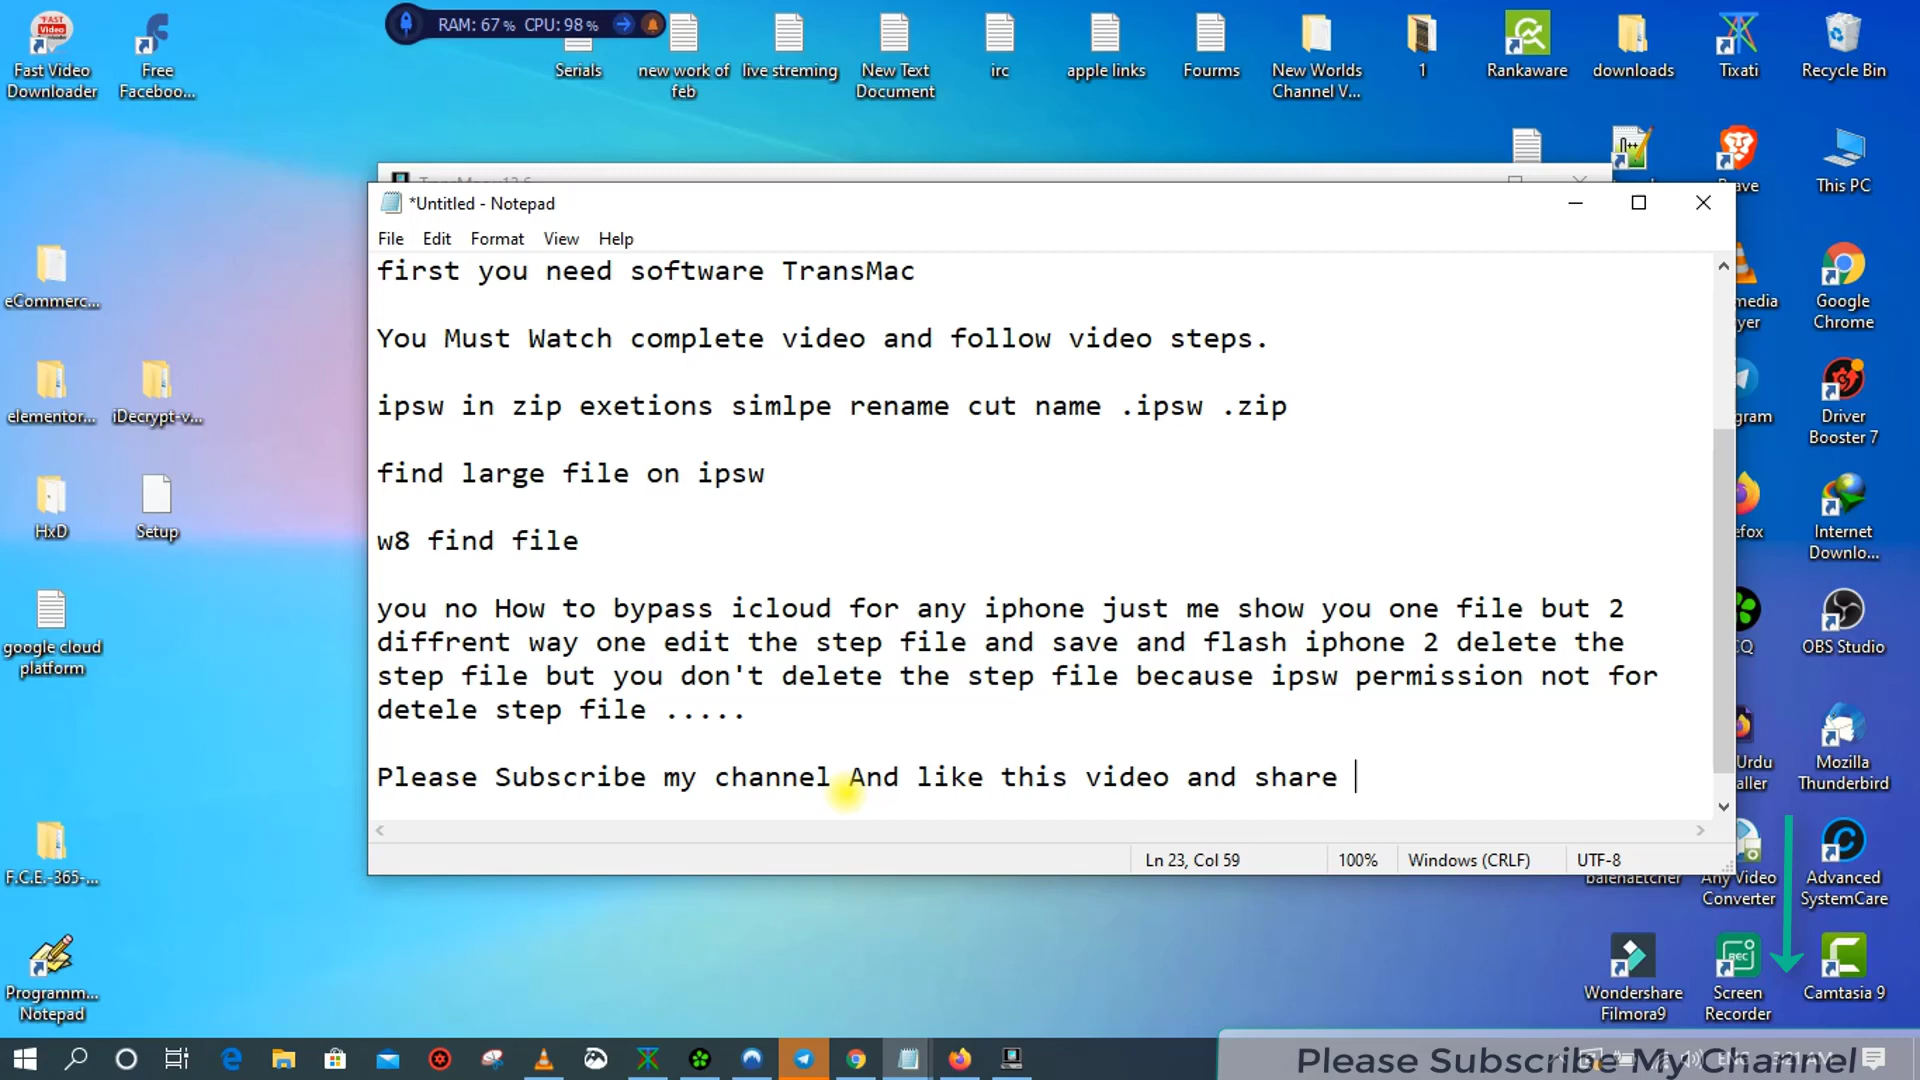 RAM: 67 % CPU: 98 %
Fast Video
Downloader
Free
Faceboo...
Serials
new work of
feb
live streming
New Text
Document
irc
apple links
Fourms
New Worlds
Channel V...
1
Rankaware
downloads
Tixati
Recycle Bin
This PC
*Untitled - Notepad
File Edit Format View Help
first you need software TransMac
You Must Watch complete video and follow video steps.
ipsw in zip exetions simlpe rename cut name .ipsw .zip
find large file on ipsw
w8 find file
you no How to bypass icloud for any iphone just me show you one file but 2
diffrent way one edit the step file and save and flash iphone 2 delete the
step file but you don't delete the step file because ipsw permission not for
detele step file .....
Please Subscribe my channel And like this video and share
Ln 23, Col 59
100%
Windows (CRLF)
UTF-8
eCommerc...
elementor...
iDecrypt-v...
HxD
Setup
google cloud
platform
F.C.E.-365-...
Programm...
Notepad
Google
Chrome
Driver
Booster 7
Internet
Downlo...
OBS Studio
Mozilla
Thunderbird
Any Video
Converter
Advanced
SystemCare
Wondershare
Filmora9
REC
Screen
Recorder
Camtasia 9
Please Subscribe My Channel